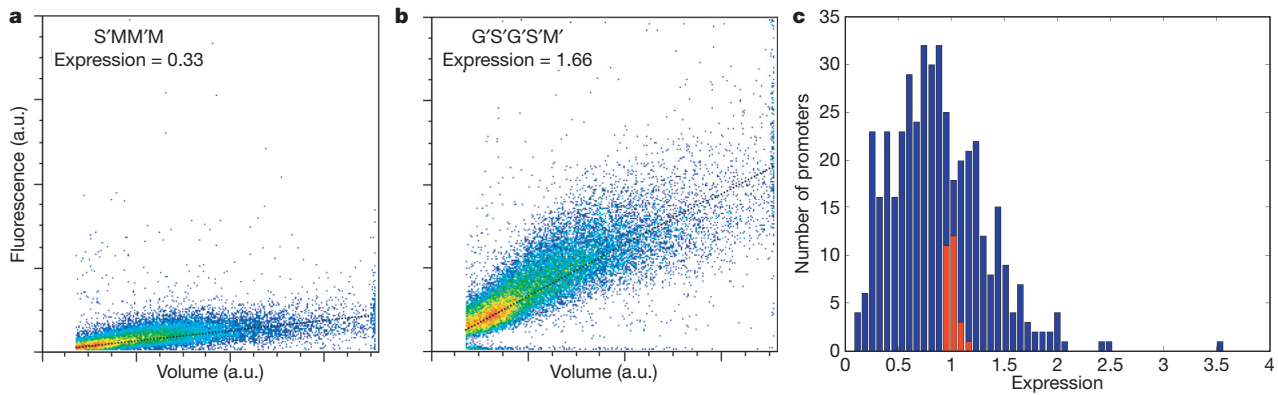 a
S′MM′M
Expression = 0.33
Fluorescence (a.u.)
Volume (a.u.)
b
G′S′G′S′M′
Expression = 1.66
Volume (a.u.)
c
Number of promoters
35
30
25
20
15
10
5
0
0 0.5 1 1.5 2 2.5 3 3.5 4
Expression